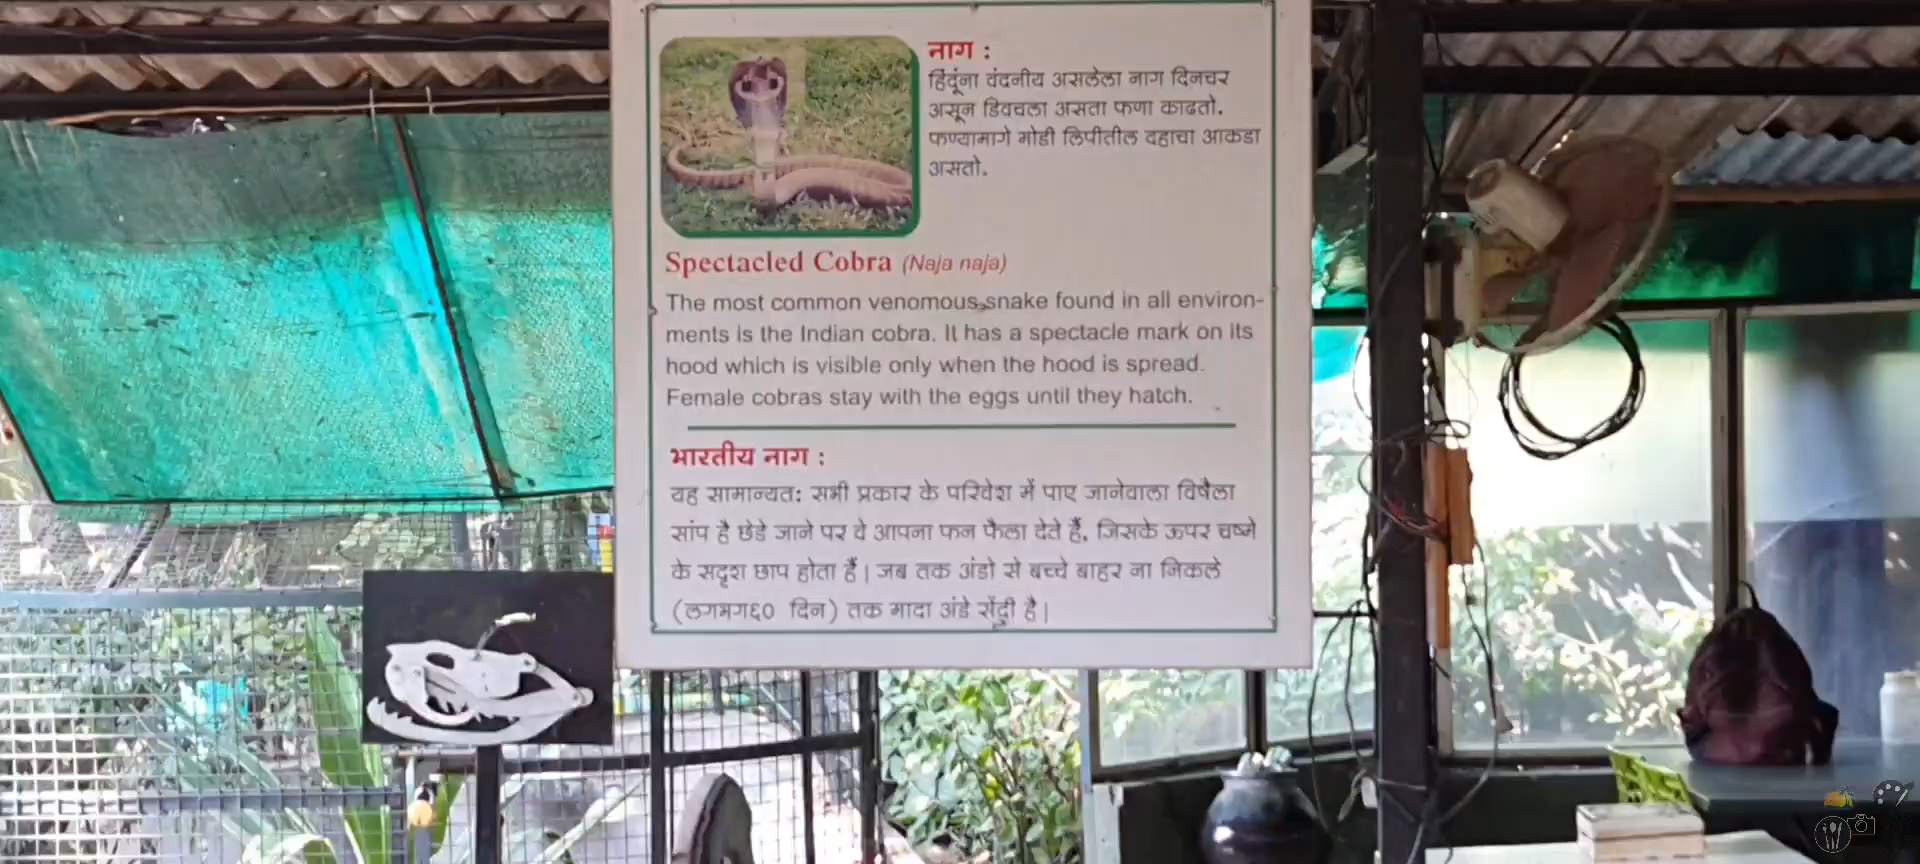 नाग :
हिंदूंना वंदनीय असलेला नाग दिनचर
असून डिवचला असता फणा काढतो.
फण्यामागे मोडी लिपीतील दहाचा आकडा
असतो.
Spectacled Cobra (Naja naja)
The most common venomous snake found in all environ-
ments is the Indian cobra. It has a spectacle mark on its
hood which is visible only when the hood is spread.
Female cobras stay with the eggs until they hatch.
भारतीय नाग :
यह सामान्यत: सभी प्रकार के परिवेश में पाए जानेवाला विषैला
सांप है छेडे जाने पर वे आपना फन फैला देते हैं, जिसके ऊपर चष्मे
के सदृश छाप होता हैं | जब तक अंडो से बच्चे बाहर ना निकले
(लगभग६० दिन) तक मादा अंडे सेंदी है |